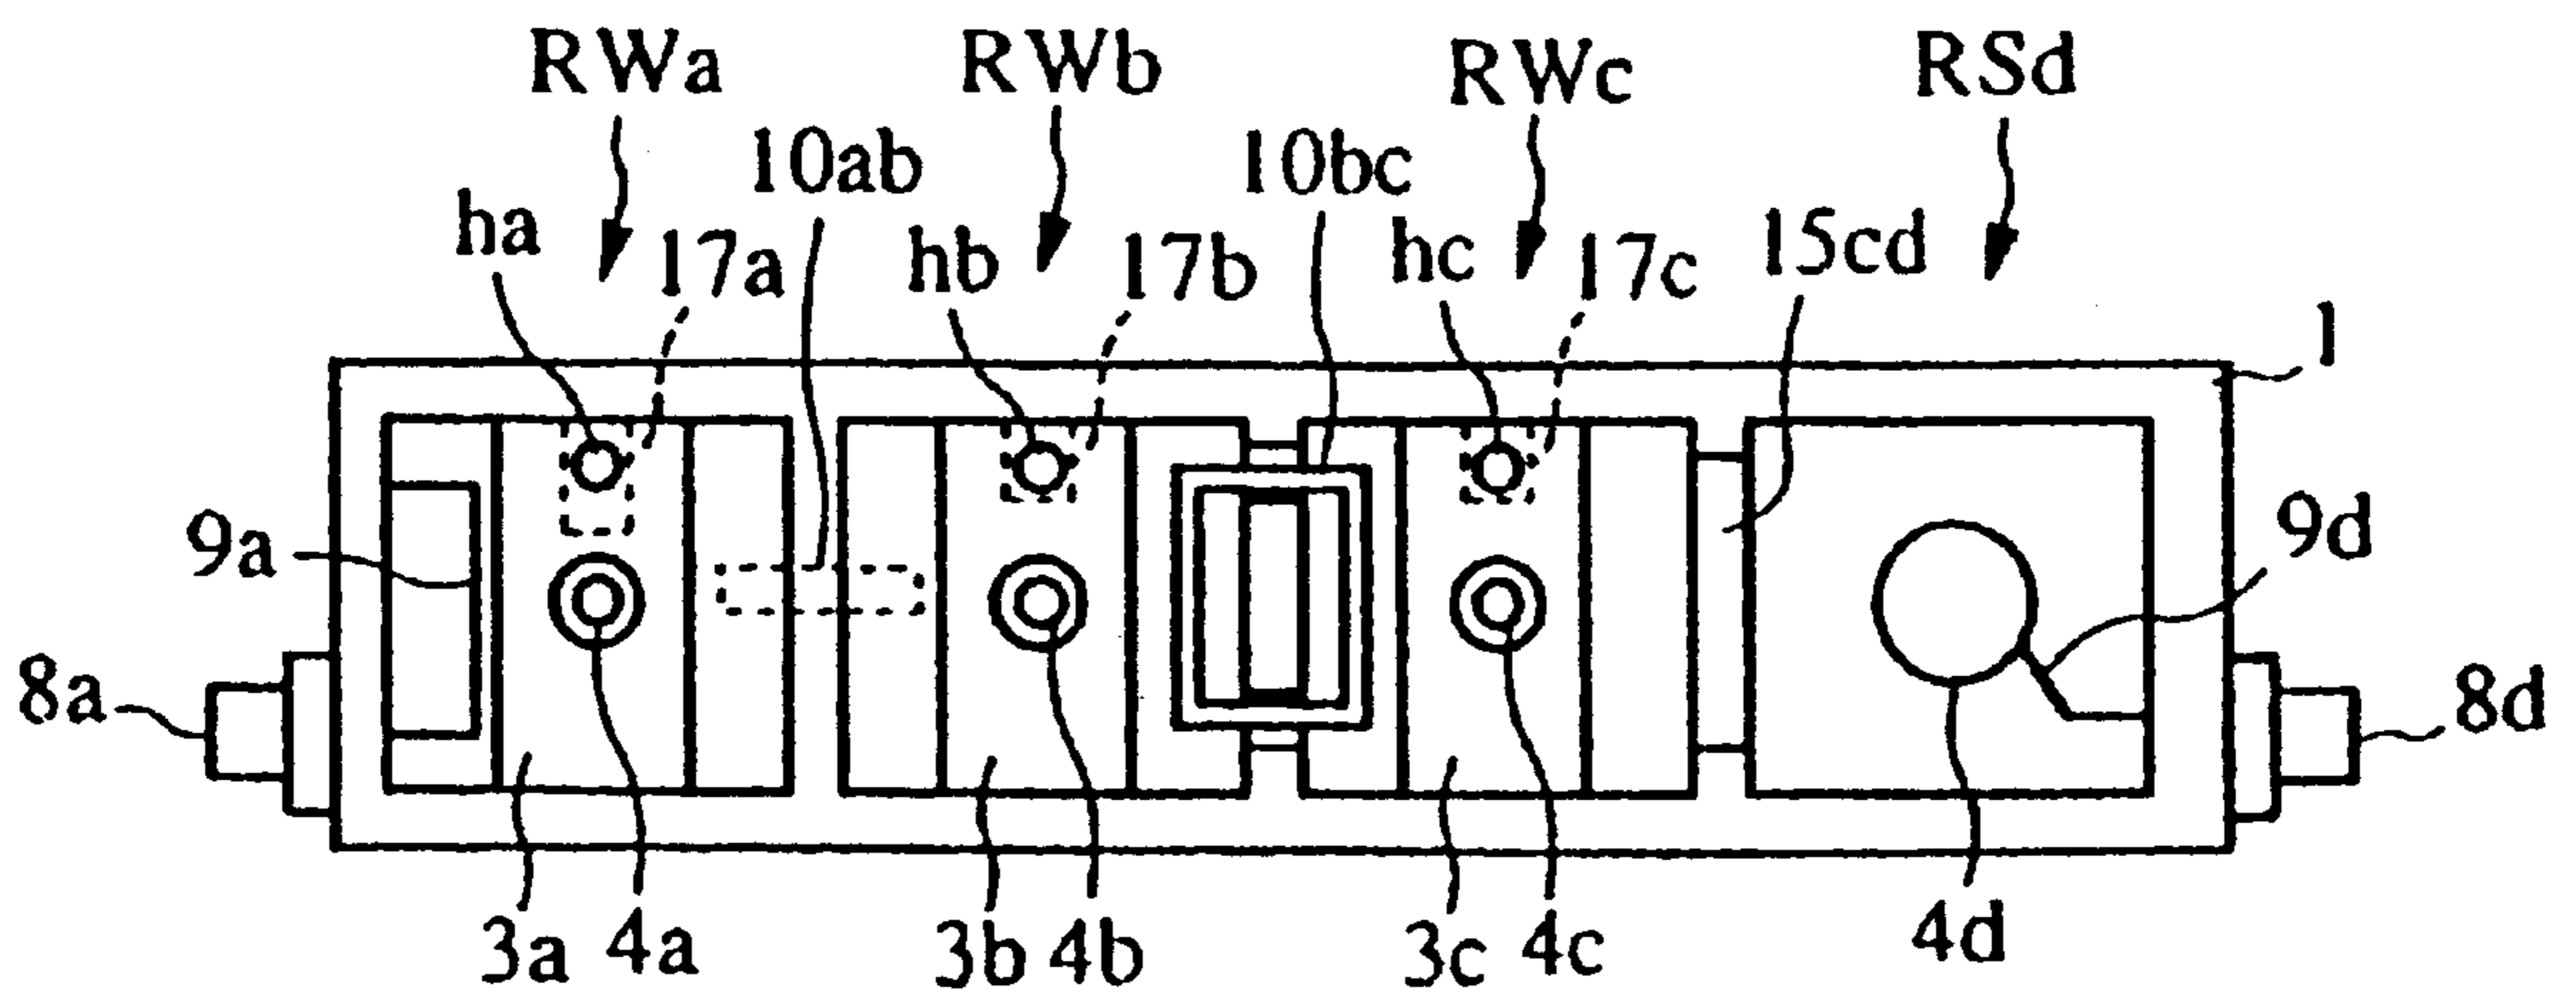 RWa RWb RWc RSd
10ab 10bc
ha 17a hb 17b hc 17c 15cd
1
9a 9d
8a 8d
3a 4a 3b 4b 3c 4c 4d